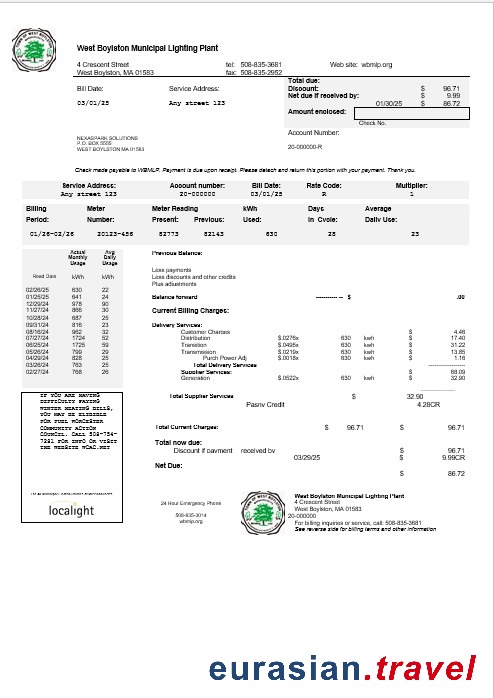 West Boylston Municipal Lighting Plant
4 Crescent Street tel: 508-835-3681 Web site: wbmlp.org
West Boylston, MA 01583 fax: 508-835-2952
Total due: $ 96.71
Bill Date: Service Address: Discount: $ 9.99
Net due if received by:
03/01/25 Any street 123 01/30/25 $ 86.72
Amount enclosed:
Check No.
Account Number:
NEXASPARK SOLUTIONS
P.O. BOX 5555
WEST BOYLSTON MA 01583
20-000000-R
Check made payable to WBMLP. Payment is due upon receipt. Please detach and return this portion with your payment. Thank you.
Service Address: Account number: Bill Date: Rate Code: Multiplier:
Any street 123 20-000000 03/01/25 R 1
Billing Meter Meter Reading kWh Days Average
Period: Number: Present: Previous: Used: In Cycle: Daily Use:
01/26-02/26 20123-456 82773 82143 630 28 23
Actual Monthly Usage Avg Daily Usage
Read Date kWh kWh
02/26/25 630 22
01/25/25 641 24
12/29/24 978 90
11/27/24 866 30
10/28/24 687 25
09/31/24 816 23
08/16/24 962 32
07/27/24 1724 52
06/25/24 1725 59
05/26/24 799 29
04/29/24 828 25
03/26/24 763 25
02/27/24 768 26
Previous Balance:
Less payments
Less discounts and other credits
Plus adjustments
Balance forward ------------ -- $ .00
Current Billing Charges:
Delivery Services:
Customer Charges $ 4.46
Distribution $.0276x 630 kwh $ 17.40
Transition $.0495x 630 kwh $ 31.22
Transmission $.0219x 630 kwh $ 13.85
Purch Power Adj $.0018x 630 kwh $ 1.16
Total Delivery Services
Supplier Services: $ 68.09
Generation $.0522x 630 kwh $ 32.90
Total Supplier Services $ 32.90
Pasny Credit 4.28CR
Total Current Charges: $ 96.71 $ 96.71
Total now due: $ 96.71
Discount if payment received by
03/29/25 9.99CR
Net Due: $ 86.72
IF YOU ARE HAVING
DIFFICULTY PAYING
WINTER HEATING BILLS,
YOU MAY BE ELIGIBLE
FOR FUEL WORCESTER
COMMUNITY ACTION
COUNCIL. CALL 508-754-
7281 FOR INFO OR VISIT
THE WEBSITE WCAC.NET
localight
24 Hour Emergency Phone
508-835-3014
wbmlp.org
West Boylston Municipal Lighting Plant
4 Crescent Street
West Boylston, MA 01583
20-000000
For billing inquiries or service, call: 508-835-3681
See reverse side for billing terms and other information
eurasian.travel